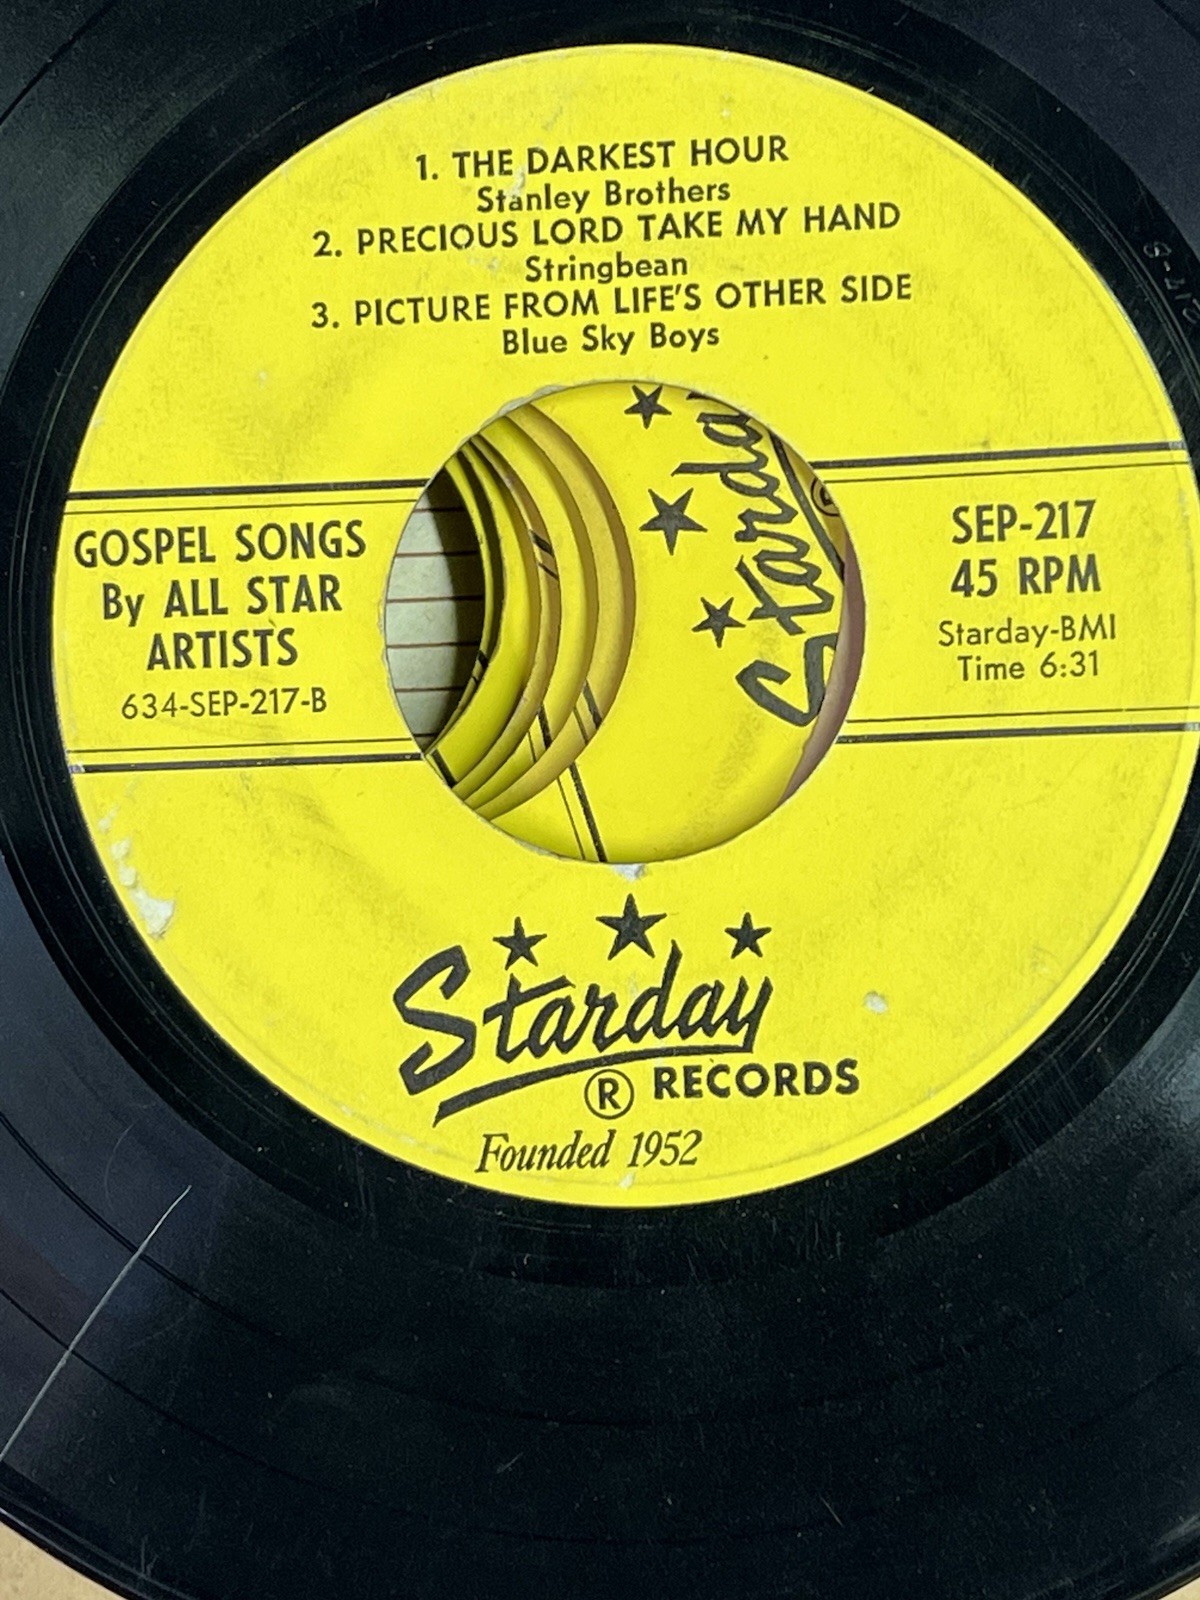 1. THE DARKEST HOUR
Stanley Brothers
2. PRECIOUS LORD TAKE MY HAND
Stringbean
3. PICTURE FROM LIFE'S OTHER SIDE
Blue Sky Boys
GOSPEL SONGS
By ALL STAR
ARTISTS
634-SEP-217-B
SEP-217
45 RPM
Starday-BMI
Time 6:31
Starday
Starday
® RECORDS
Founded 1952